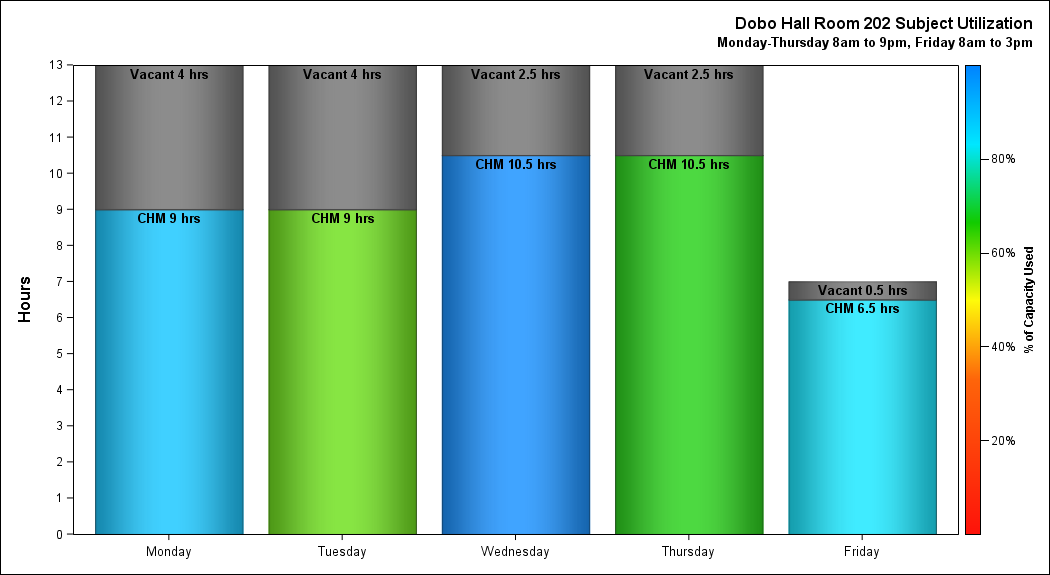 Dobo Hall Room 202 Subject Utilization
Monday-Thursday 8am to 9pm, Friday 8am to 3pm
Hours
13
12
11
10
9
8
7
6
5
4
3
2
1
0
Vacant 4 hrs
CHM 9 hrs
Vacant 4 hrs
CHM 9 hrs
Vacant 2.5 hrs
CHM 10.5 hrs
Vacant 2.5 hrs
CHM 10.5 hrs
Vacant 0.5 hrs
CHM 6.5 hrs
Monday
Tuesday
Wednesday
Thursday
Friday
80%
60%
40%
20%
% of Capacity Used